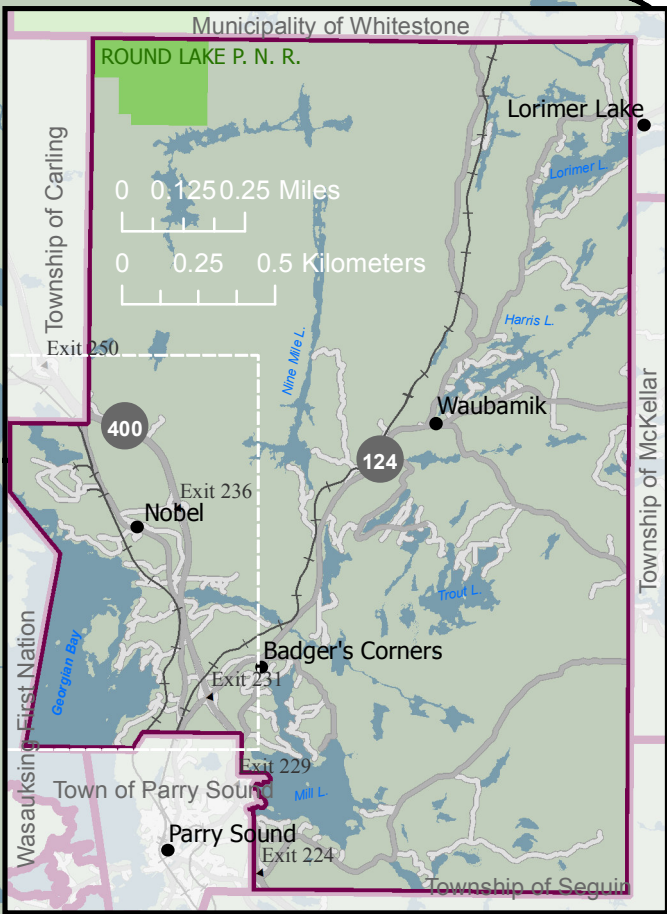 Municipality of Whitestone
ROUND LAKE P. N. R.
Lorimer Lake
Lorimer L.
Township of Carling
0 0.125 0.25 Miles
0 0.25 0.5 Kilometers
Exit 250
Nine Mile L.
Harris L.
Waubamik
400
124
Township of McKellar
Exit 236
Nobel
Trout L.
Georgian Bay
Wasauksing First Nation
Badger's Corners
Exit 231
Exit 229
Town of Parry Sound
Mill L.
Parry Sound
Exit 224
Township of Seguin